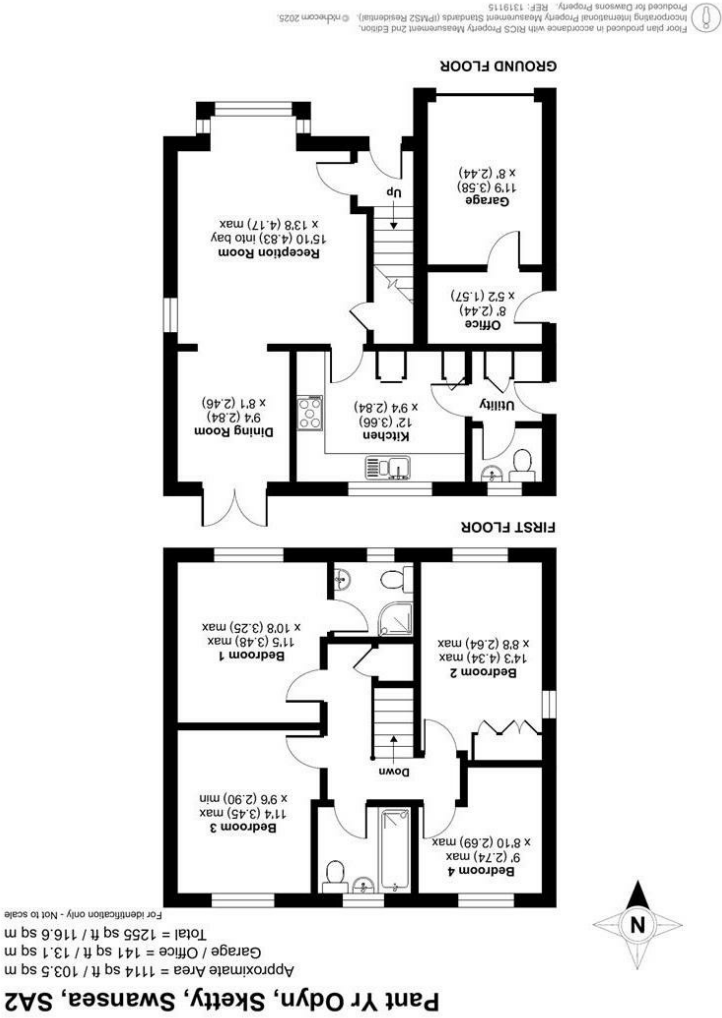 Pant Yr Odyn, Sketty, Swansea, SA2
Approximate Area = 1114 sq ft / 103.5 sq m
Garage / Office = 141 sq ft / 13.1 sq m
Total = 1255 sq ft / 116.6 sq m
For identification only - Not to scale
N
Bedroom 4
9' (2.74) max
x 8'10 (2.69) max
Bedroom 3
11'4 (3.45) max
x 9'6 (2.90) min
Down
Bedroom 2
14'3 (4.34) max
x 8'8 (2.64) max
Bedroom 1
11'5 (3.48) max
x 10'8 (3.25) max
FIRST FLOOR
Utility
Kitchen
12' (3.66)
x 9'4 (2.84)
Dining Room
9'4 (2.84)
x 8'1 (2.46)
Office
8' (2.44)
x 5'2 (1.57)
Reception Room
15'10 (4.83) into bay
x 13'8 (4.17) max
Up
Garage
11'9 (3.58)
x 8' (2.44)
GROUND FLOOR
Floor plan produced in accordance with RICS Property Measurement 2nd Edition,
Incorporating International Property Measurement Standards (IPMS2 Residential). © nichecom 2025.
Produced for Dawsons Property. REF: 1319115